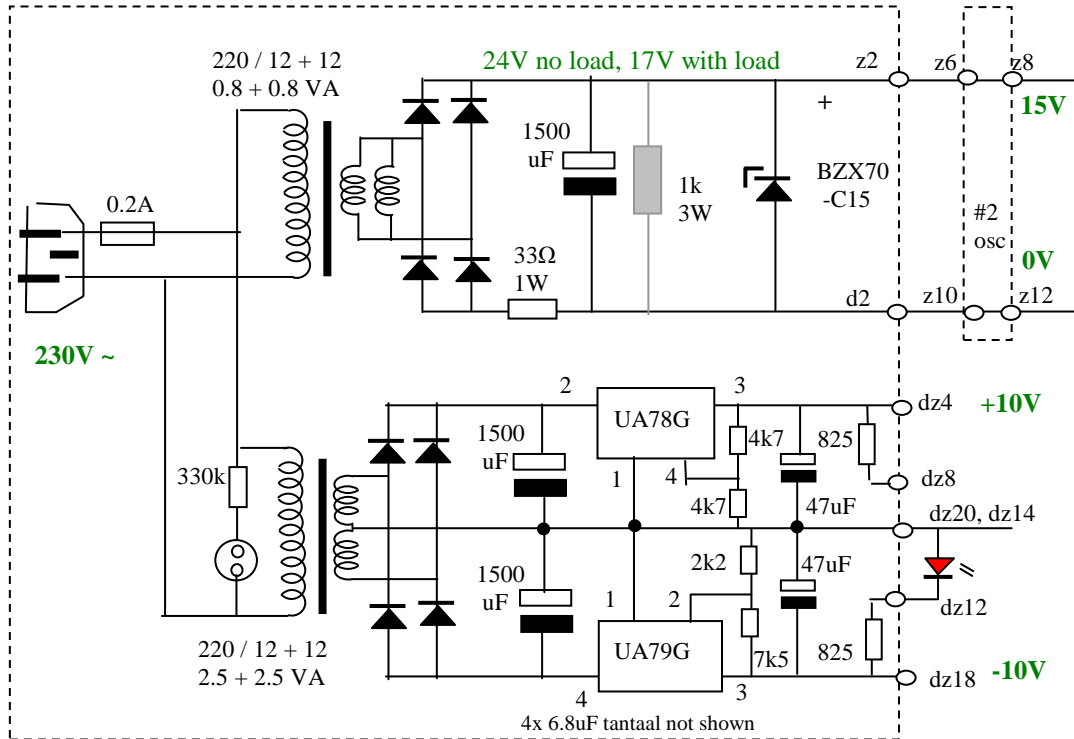 220 / 12 + 12
0.8 + 0.8 VA
24V no load, 17V with load
z2
z6
z8
+
15V
1500
uF
1k
3W
BZX70
-C15
#2
osc
0.2A
33Ω
1W
0V
d2
z10
z12
230V ~
2
UA78G
3
dz4
+10V
1500
uF
4k7
825
330k
1
4
4k7
47uF
dz8
dz20, dz14
1500
uF
1
2
2k2
47uF
dz12
UA79G
7k5
825
4
3
dz18
-10V
220 / 12 + 12
2.5 + 2.5 VA
4x 6.8uF tantaal not shown